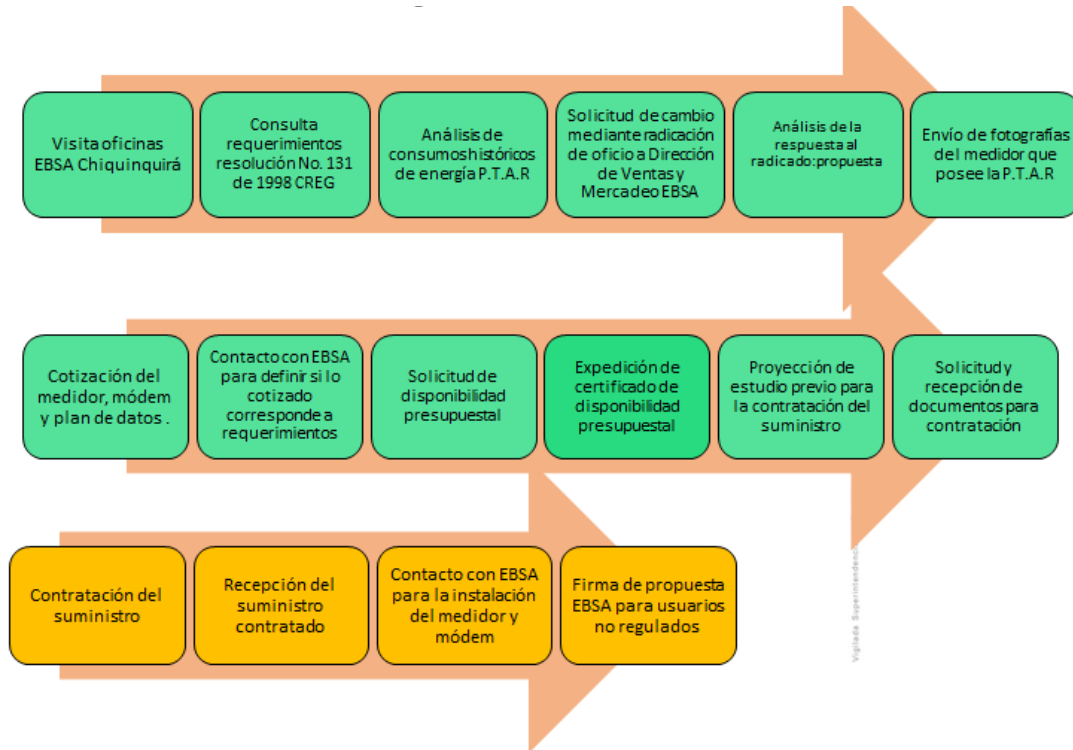 Visita oficinas
EBSA Chiquinquirá
Consulta
requerimientos
resolución No. 131
de 1998 CREG
Análisis de
consumos históricos
de energía P.T.A.R
Solicitud de cambio
mediante radicación
de oficio a Dirección
de Ventas y
Mercadeo EBSA
Análisis de la
respuesta al
radicado:propuesta
Envío de fotografías
del medidor que
posee la P.T.A.R
Cotización del
medidor, módem
y plan de datos .
Contacto con EBSA
para definir si lo
cotizado
corresponde a
requerimientos
Solicitud de
disponibilidad
presupuestal
Expedición de
certificado de
disponibilidad
presupuestal
Proyección de
estudio previo para
la contratación del
suministro
Solicitud y
recepción de
documentos para
contratación
Contratación del
suministro
Recepción del
suministro
contratado
Contacto con EBSA
para la instalación
del medidor y
módem
Firma de propuesta
EBSA para usuarios
no regulados
Vigilada Superintendenci